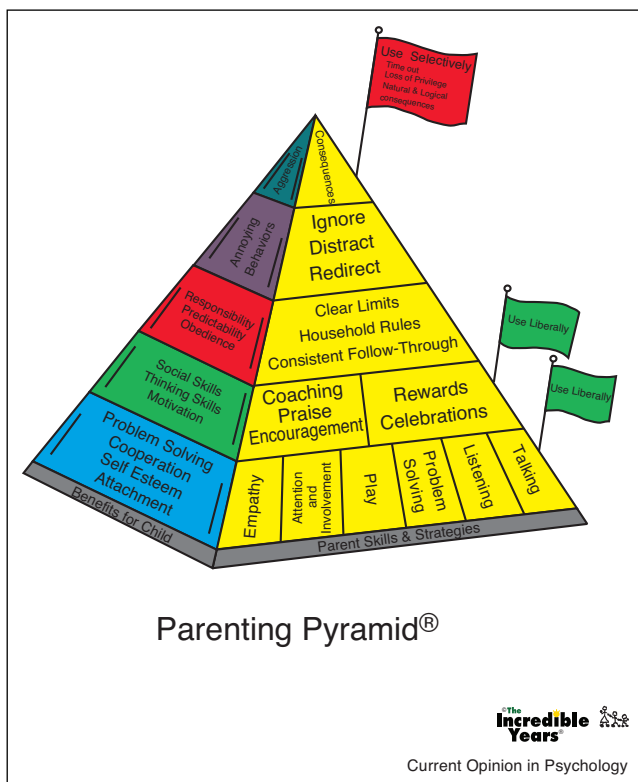 Use Selectively
Time out
Loss of Privilege
Natural & Logical
consequences
Aggression
Consequences
Annoying
Behaviors
Ignore
Distract
Redirect
Responsibility
Predictability
Obedience
Clear Limits
Household Rules
Consistent Follow-Through
Use Liberally
Use Liberally
Social Skills
Thinking Skills
Motivation
Coaching
Praise
Encouragement
Rewards
Celebrations
Problem Solving
Cooperation
Self Esteem
Attachment
Empathy
Attention
and
Involvement
Play
Problem
Solving
Listening
Talking
Benefits for Child
Parent Skills & Strategies
Parenting Pyramid®
©The
Incredible
Years®
Current Opinion in Psychology